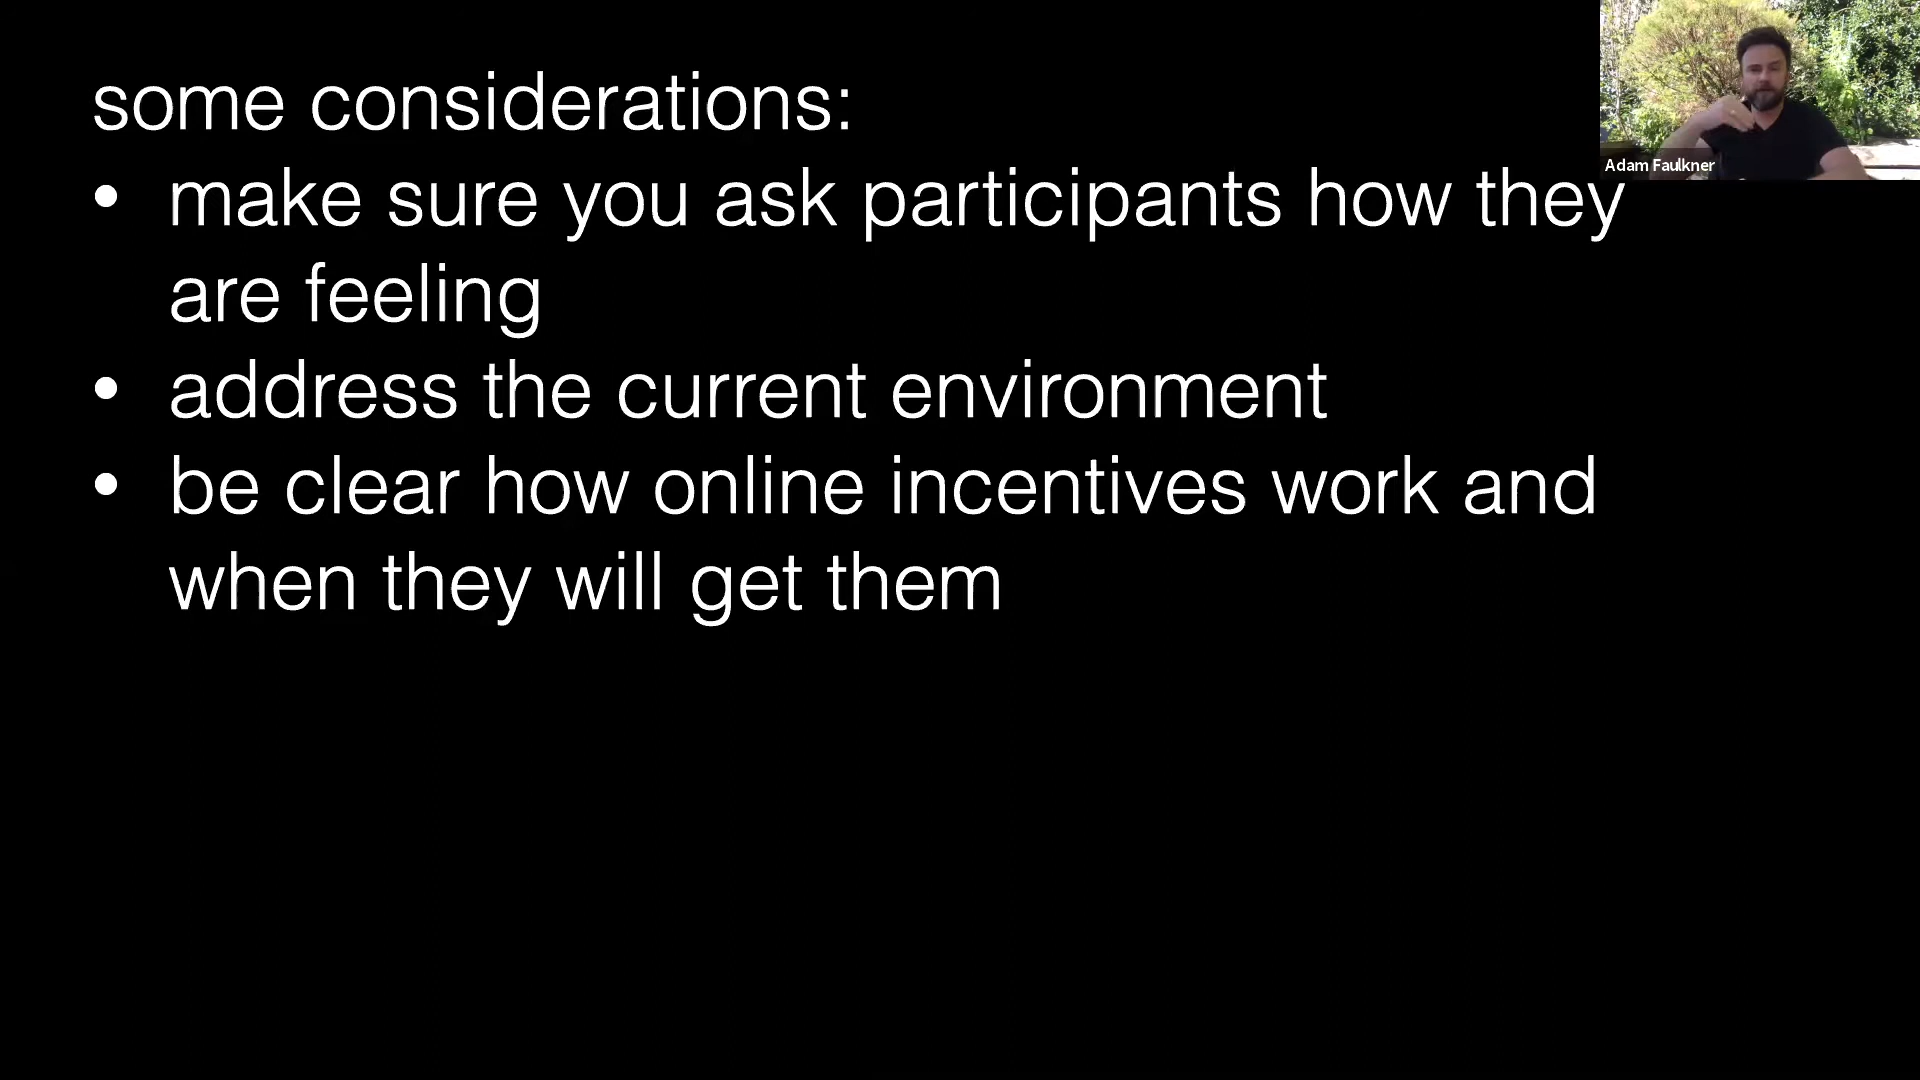 some considerations:
• make sure you ask participants how they
are feeling
• address the current environment
• be clear how online incentives work and
when they will get them
Adam Faulkner